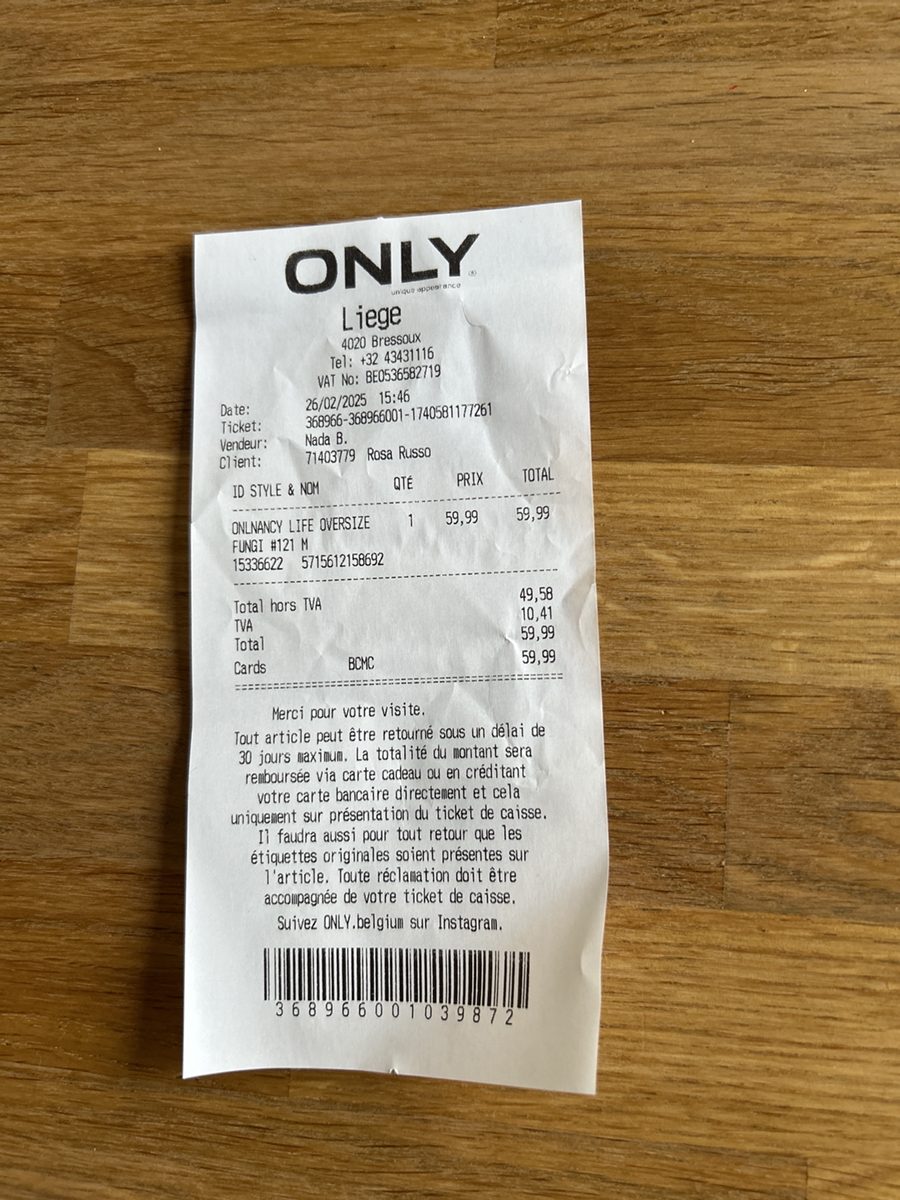 ONLY®
unique appearance
Liege
4020 Bressoux
Tel: +32 43431116
VAT No: BE0536582719
Date: 26/02/2025 15:46
Ticket: 368966-368966001-1740581177261
Vendeur: Nada B.
Client: 71403779 Rosa Russo
ID STYLE & NOM QTÉ PRIX TOTAL
ONLNANCY LIFE OVERSIZE 1 59,99 59,99
FUNGI #121 M
15336622 5715612158692
Total hors TVA 49,58
TVA 10,41
Total 59,99
Cards BCMC 59,99
Merci pour votre visite.
Tout article peut être retourné sous un délai de
30 jours maximum. La totalité du montant sera
remboursée via carte cadeau ou en créditant
votre carte bancaire directement et cela
uniquement sur présentation du ticket de caisse.
Il faudra aussi pour tout retour que les
étiquettes originales soient présentes sur
l'article. Toute réclamation doit être
accompagnée de votre ticket de caisse.
Suivez ONLY.belgium sur Instagram.
368966001039872